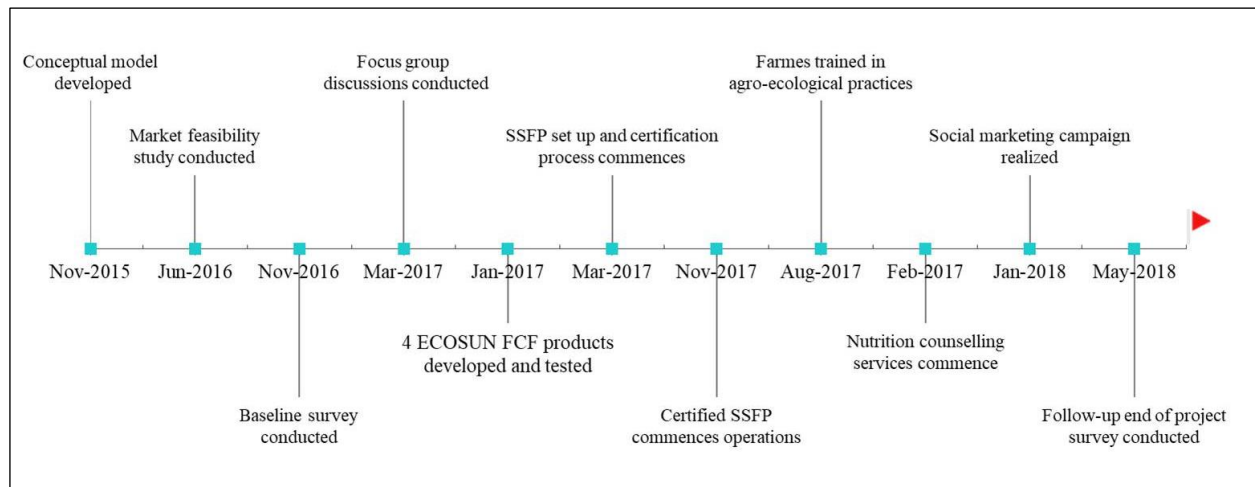 Conceptual model
developed
Focus group
discussions conducted
Farmes trained in
agro-ecological practices
Market feasibility
study conducted
SSFP set up and certification
process commences
Social marketing campaign
realized
Nov-2015
Jun-2016
Nov-2016
Mar-2017
Jan-2017
Mar-2017
Nov-2017
Aug-2017
Feb-2017
Jan-2018
May-2018
4 ECOSUN FCF products
developed and tested
Nutrition counselling
services commence
Baseline survey
conducted
Certified SSFP
commences operations
Follow-up end of project
survey conducted